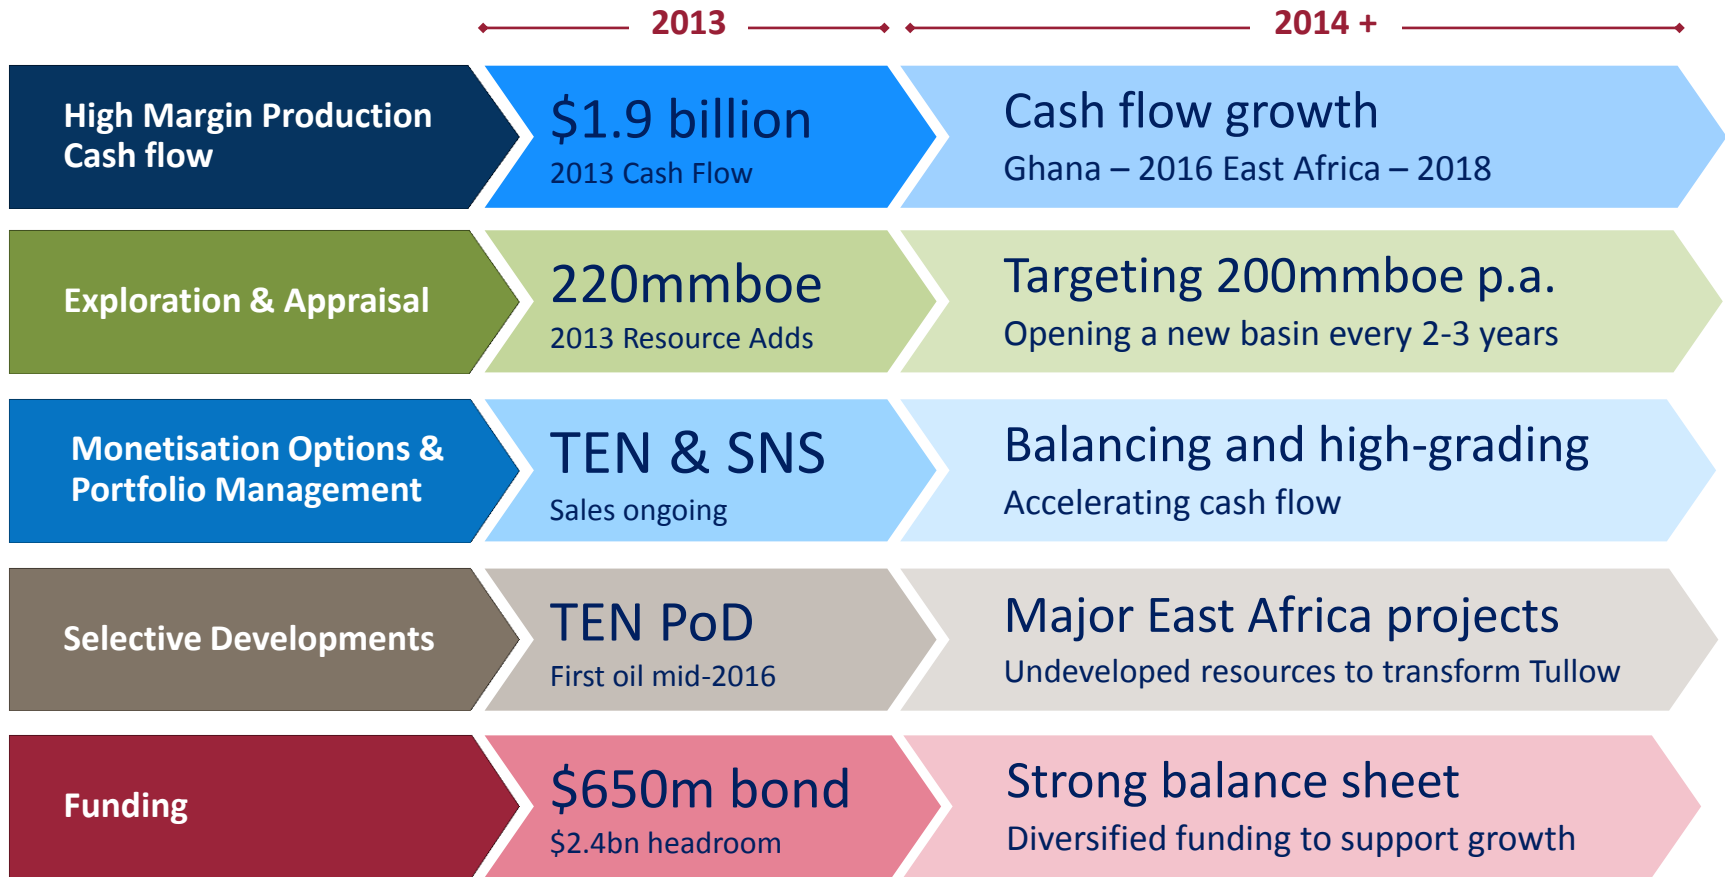 2013
2014 +
High Margin Production
Cash flow
$1.9 billion
2013 Cash Flow
Cash flow growth
Ghana – 2016 East Africa – 2018
Exploration & Appraisal
220mmboe
2013 Resource Adds
Targeting 200mmboe p.a.
Opening a new basin every 2-3 years
Monetisation Options &
Portfolio Management
TEN & SNS
Sales ongoing
Balancing and high-grading
Accelerating cash flow
Selective Developments
TEN PoD
First oil mid-2016
Major East Africa projects
Undeveloped resources to transform Tullow
Funding
$650m bond
$2.4bn headroom
Strong balance sheet
Diversified funding to support growth